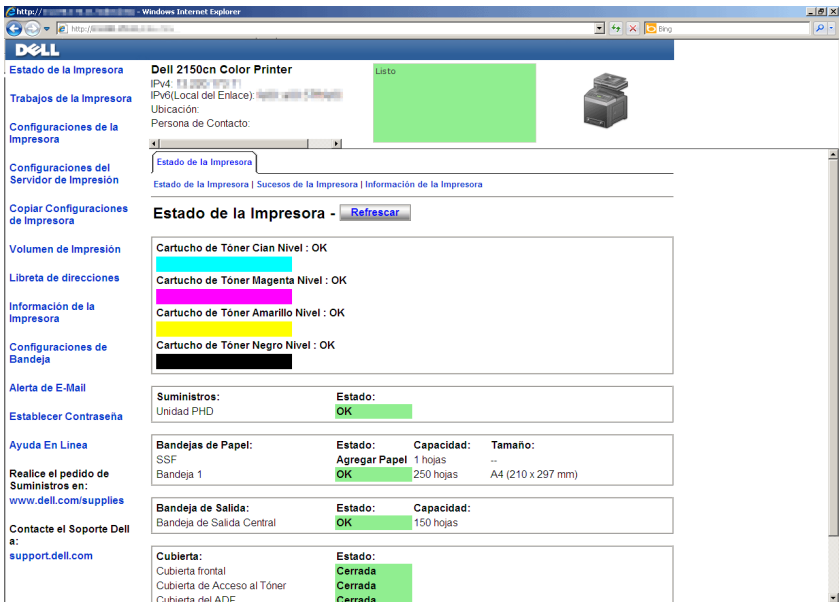 http:// - Windows Internet Explorer
http://
Bing
DELL
Estado de la Impresora
Trabajos de la Impresora
Configuraciones de la
Impresora
Configuraciones del
Servidor de Impresión
Copiar Configuraciones
de Impresora
Volumen de Impresión
Libreta de direcciones
Información de la
Impresora
Configuraciones de
Bandeja
Alerta de E-Mail
Establecer Contraseña
Ayuda En Línea
Realice el pedido de
Suministros en:
www.dell.com/supplies
Contacte el Soporte Dell
a:
support.dell.com
Dell 2150cn Color Printer
IPv4:
IPv6(Local del Enlace):
Ubicación:
Persona de Contacto:
Listo
Estado de la Impresora
Estado de la Impresora | Sucesos de la Impresora | Información de la Impresora
Estado de la Impresora - Refrescar
Cartucho de Tóner Cian Nivel : OK
Cartucho de Tóner Magenta Nivel : OK
Cartucho de Tóner Amarillo Nivel : OK
Cartucho de Tóner Negro Nivel : OK
Suministros: Estado:
Unidad PHD OK
Bandejas de Papel: Estado: Capacidad: Tamaño:
SSF Agregar Papel 1 hojas --
Bandeja 1 OK 250 hojas A4 (210 x 297 mm)
Bandeja de Salida: Estado: Capacidad:
Bandeja de Salida Central OK 150 hojas
Cubierta: Estado:
Cubierta frontal Cerrada
Cubierta de Acceso al Tóner Cerrada
Cubierta del ADF Cerrada